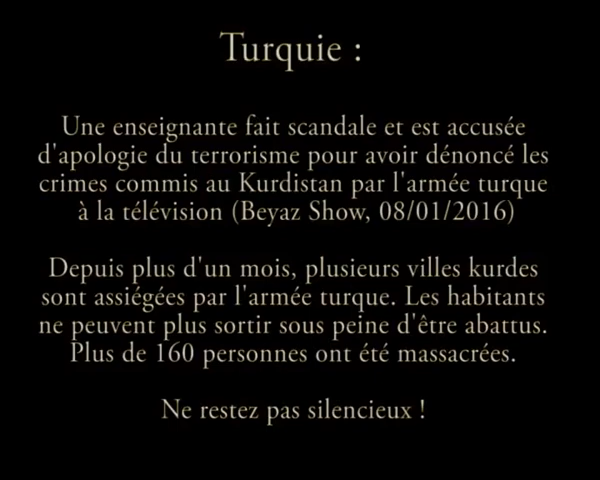 Turquie :
Une enseignante fait scandale et est accusée
d'apologie du terrorisme pour avoir dénoncé les
crimes commis au Kurdistan par l'armée turque
à la télévision (Beyaz Show, 08/01/2016)
Depuis plus d'un mois, plusieurs villes kurdes
sont assiégées par l'armée turque. Les habitants
ne peuvent plus sortir sous peine d'être abattus.
Plus de 160 personnes ont été massacrées.
Ne restez pas silencieux !